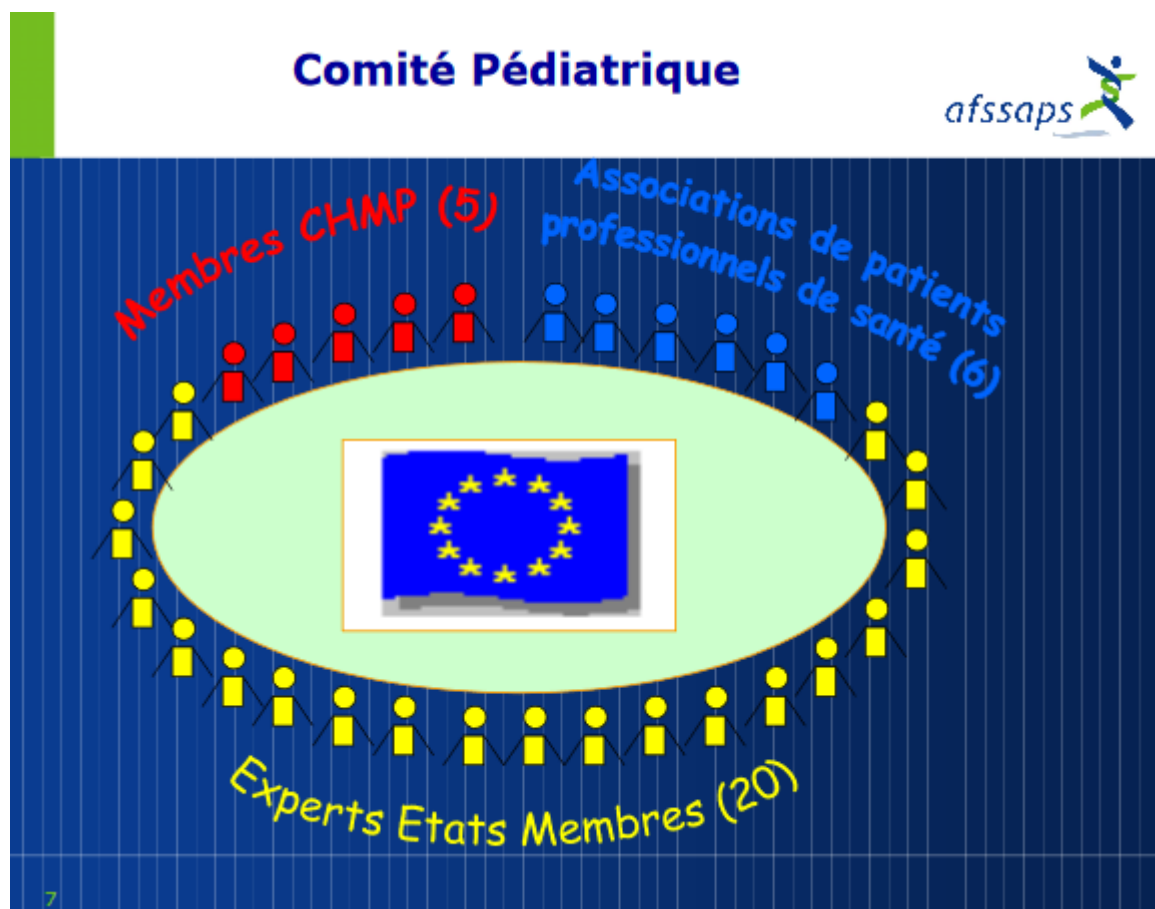 Comité Pédiatrique
afssaps
Membres CHMP (5)
Associations de patients
professionnels de santé (6)
Experts Etats Membres (20)
7